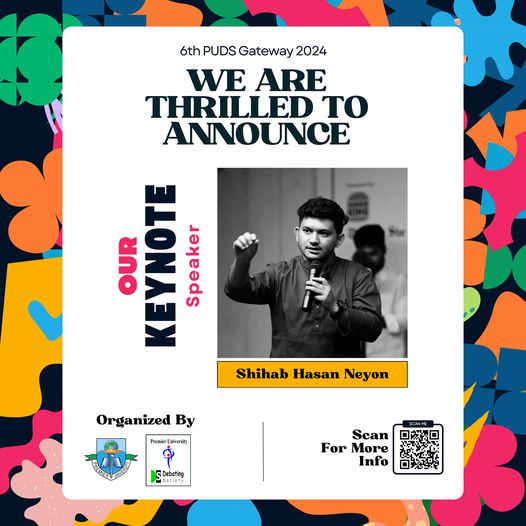 6th PUDS Gateway 2024
WE ARE
THRILLED TO
ANNOUNCE
OUR
KEYNOTE
Speaker
Shihab Hasan Neyon
Organized By
Premier University
Debating
Society
Scan
For More
Info
SCAN ME